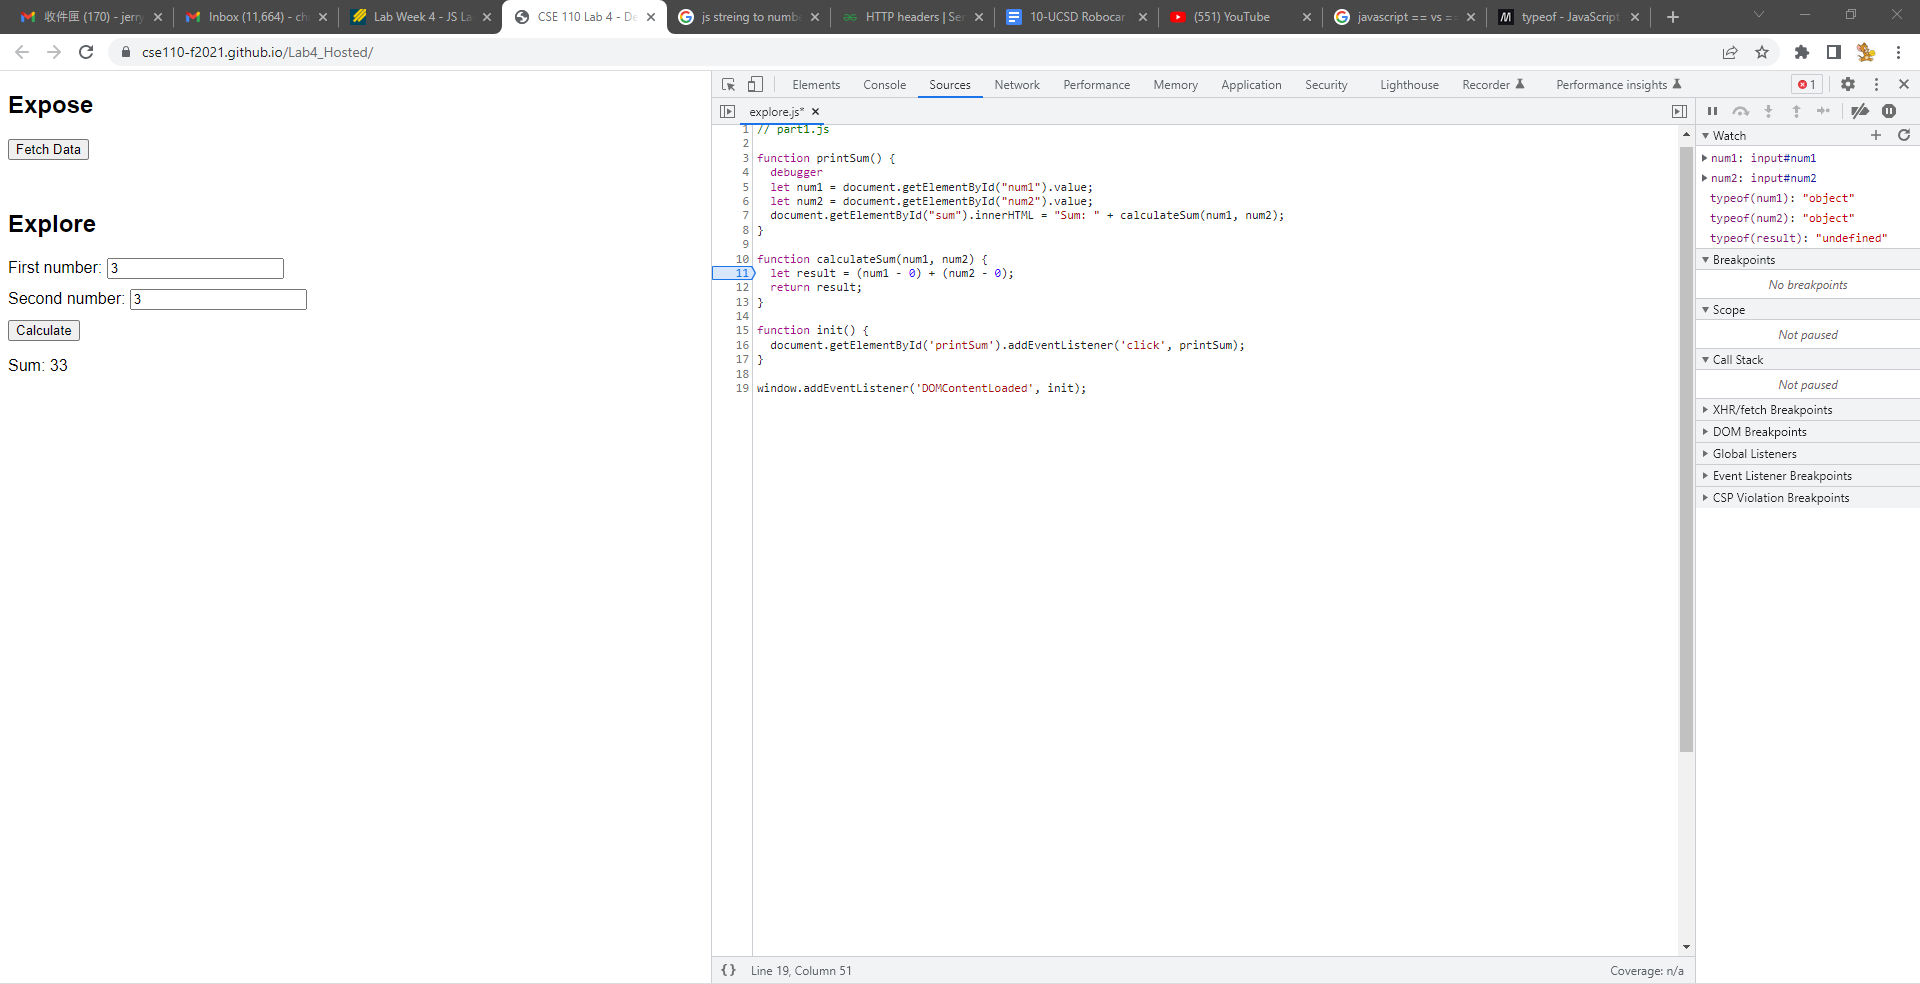 收件匣 (170) - jerry
Inbox (11,664) - ch
Lab Week 4 - JS La
CSE 110 Lab 4 - De
js streing to numbe
HTTP headers | Ser
10-UCSD Robocar
(551) YouTube
javascript == vs ==
typeof - JavaScript
cse110-f2021.github.io/Lab4_Hosted/
Elements Console Sources Network Performance Memory Application Security Lighthouse Recorder Performance insights 1
explore.js*
Expose
Fetch Data
Explore
First number: 3
Second number: 3
Calculate
Sum: 33
1 // part1.js
2
3 function printSum() {
4 debugger
5 let num1 = document.getElementById("num1").value;
6 let num2 = document.getElementById("num2").value;
7 document.getElementById("sum").innerHTML = "Sum: " + calculateSum(num1, num2);
8 }
9
10 function calculateSum(num1, num2) {
11 let result = (num1 - 0) + (num2 - 0);
12 return result;
13 }
14
15 function init() {
16 document.getElementById('printSum').addEventListener('click', printSum);
17 }
18
19 window.addEventListener('DOMContentLoaded', init);
Watch
num1: input#num1
num2: input#num2
typeof(num1): "object"
typeof(num2): "object"
typeof(result): "undefined"
Breakpoints
No breakpoints
Scope
Not paused
Call Stack
Not paused
XHR/fetch Breakpoints
DOM Breakpoints
Global Listeners
Event Listener Breakpoints
CSP Violation Breakpoints
{} Line 19, Column 51
Coverage: n/a